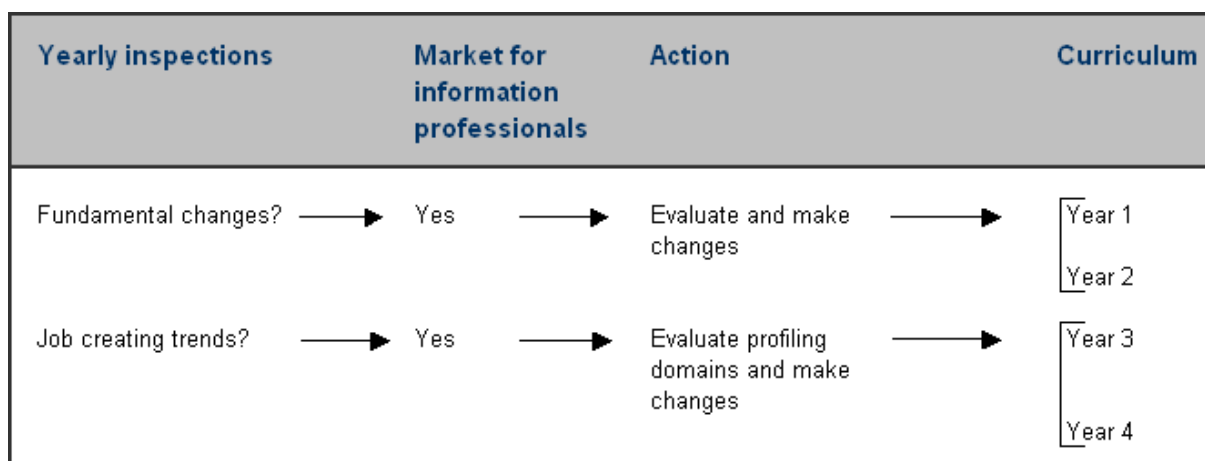 Yearly inspections
Market for
information
professionals
Action
Curriculum
Fundamental changes?
Yes
Evaluate and make
changes
Year 1
Year 2
Job creating trends?
Yes
Evaluate profiling
domains and make
changes
Year 3
Year 4